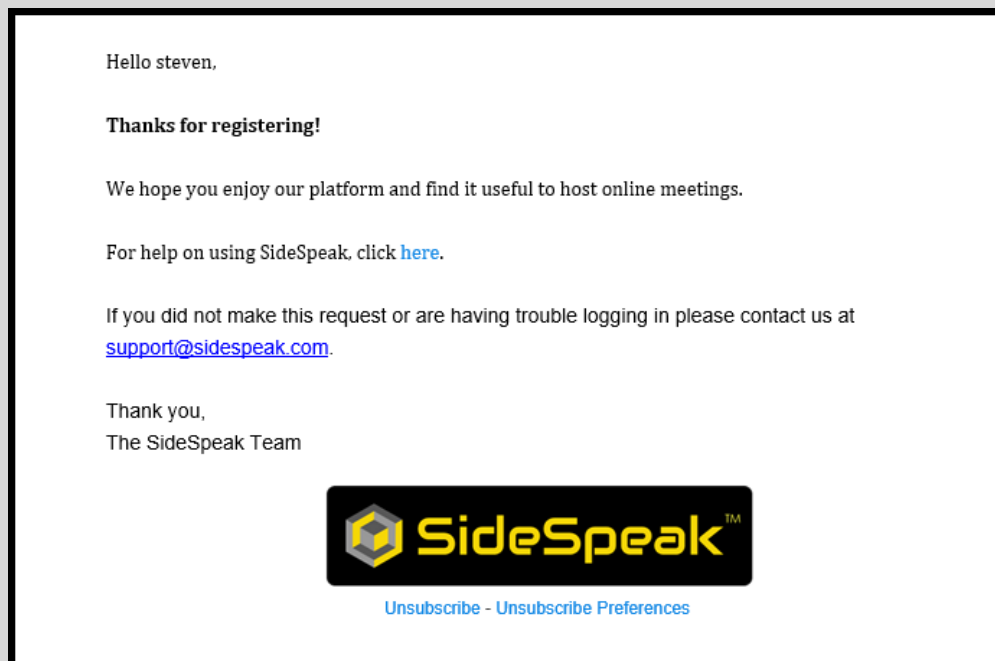 Hello steven,
Thanks for registering!
We hope you enjoy our platform and find it useful to host online meetings.
For help on using SideSpeak, click here.
If you did not make this request or are having trouble logging in please contact us at
support@sidespeak.com.
Thank you,
The SideSpeak Team
SideSpeak™
Unsubscribe - Unsubscribe Preferences